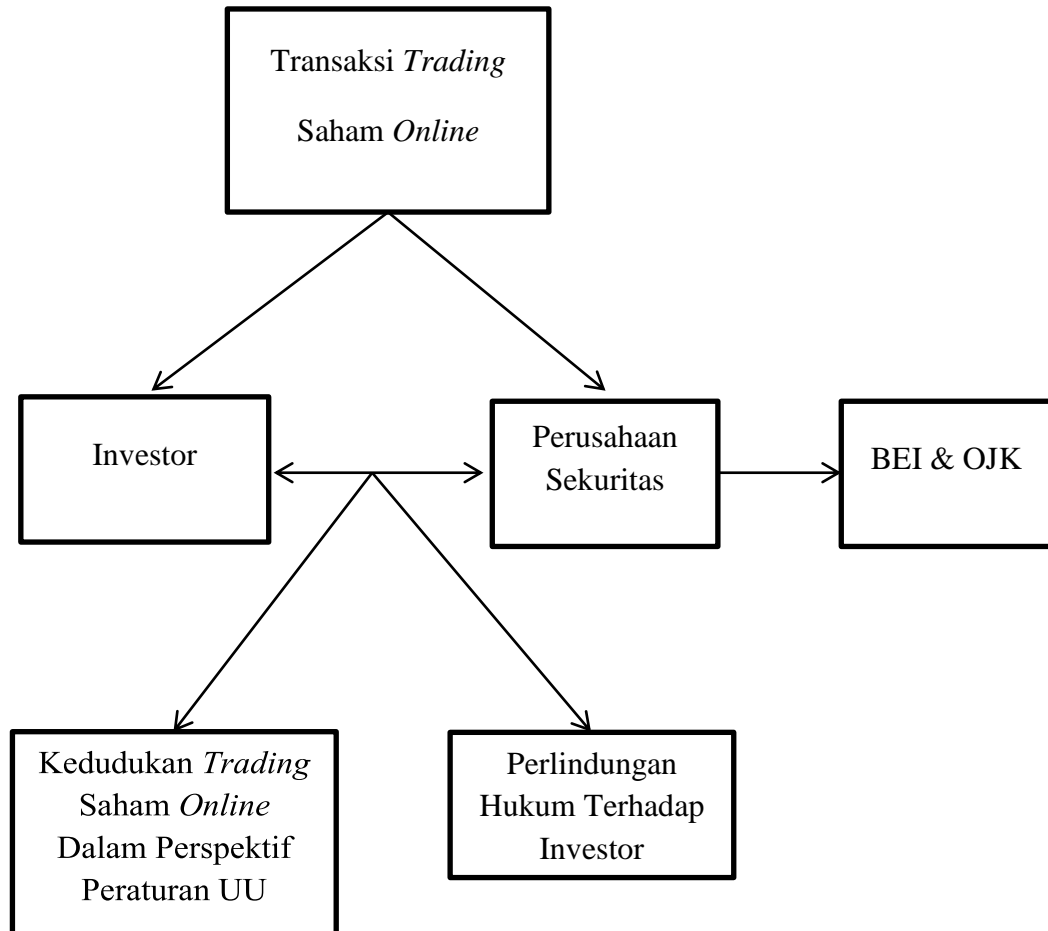 Transaksi Trading
Saham Online
Investor
Perusahaan
Sekuritas
BEI & OJK
Kedudukan Trading
Saham Online
Dalam Perspektif
Peraturan UU
Perlindungan
Hukum Terhadap
Investor